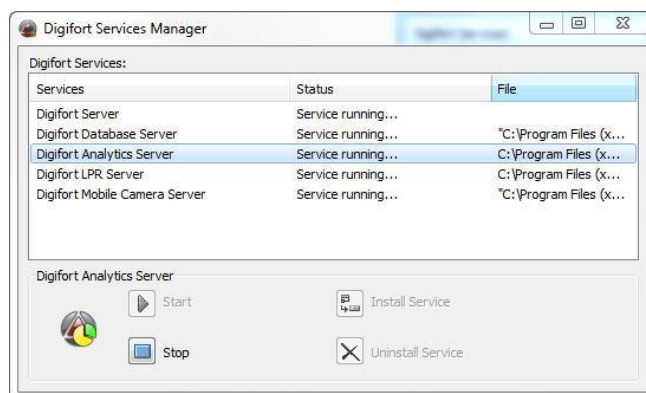 Digifort Services Manager
Digifort Services:
Services Status File
Digifort Server Service running...
Digifort Database Server Service running... "C:\Program Files (x...
Digifort Analytics Server Service running... C:\Program Files (x...
Digifort LPR Server Service running... C:\Program Files (x...
Digifort Mobile Camera Server Service running... "C:\Program Files (x...
Digifort Analytics Server
Start Install Service
Stop Uninstall Service